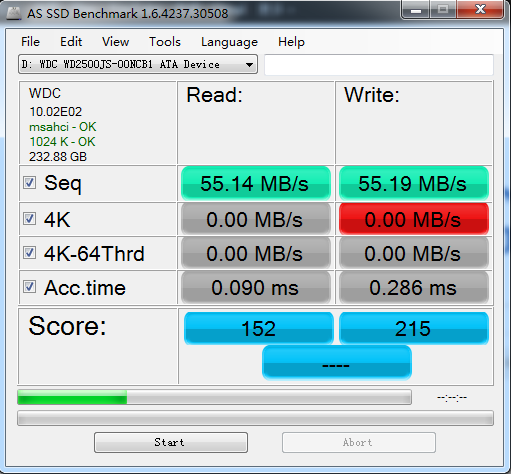 AS SSD Benchmark 1.6.4237.30508
File Edit View Tools Language Help
D: WDC WD2500JS-00NCB1 ATA Device
WDC
10.02E02
msahci - OK
1024 K - OK
232.88 GB
Read: Write:
Seq 55.14 MB/s 55.19 MB/s
4K 0.00 MB/s 0.00 MB/s
4K-64Thrd 0.00 MB/s 0.00 MB/s
Acc.time 0.090 ms 0.286 ms
Score: 152 215
----
--:--:--
Start Abort